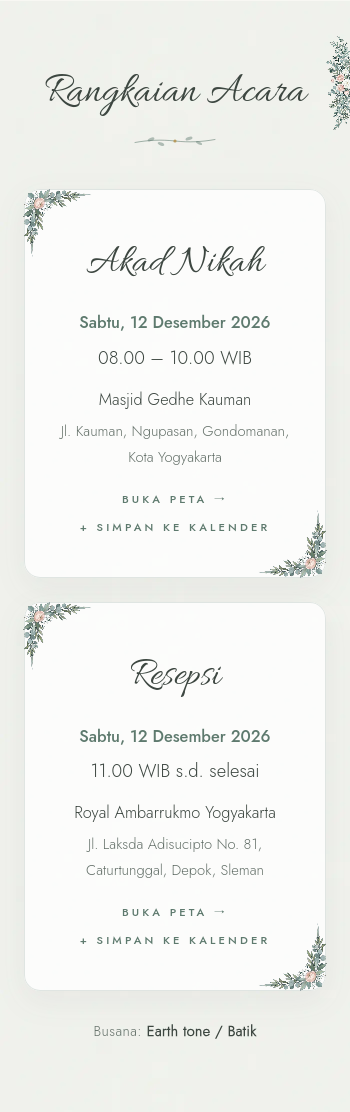 Rangkaian Acara
Akad Nikah
Sabtu, 12 Desember 2026
08.00 – 10.00 WIB
Masjid Gedhe Kauman
Jl. Kauman, Ngupasan, Gondomanan,
Kota Yogyakarta
BUKA PETA →
+ SIMPAN KE KALENDER
Resepsi
Sabtu, 12 Desember 2026
11.00 WIB s.d. selesai
Royal Ambarrukmo Yogyakarta
Jl. Laksda Adisucipto No. 81,
Caturtunggal, Depok, Sleman
BUKA PETA →
+ SIMPAN KE KALENDER
Busana: Earth tone / Batik